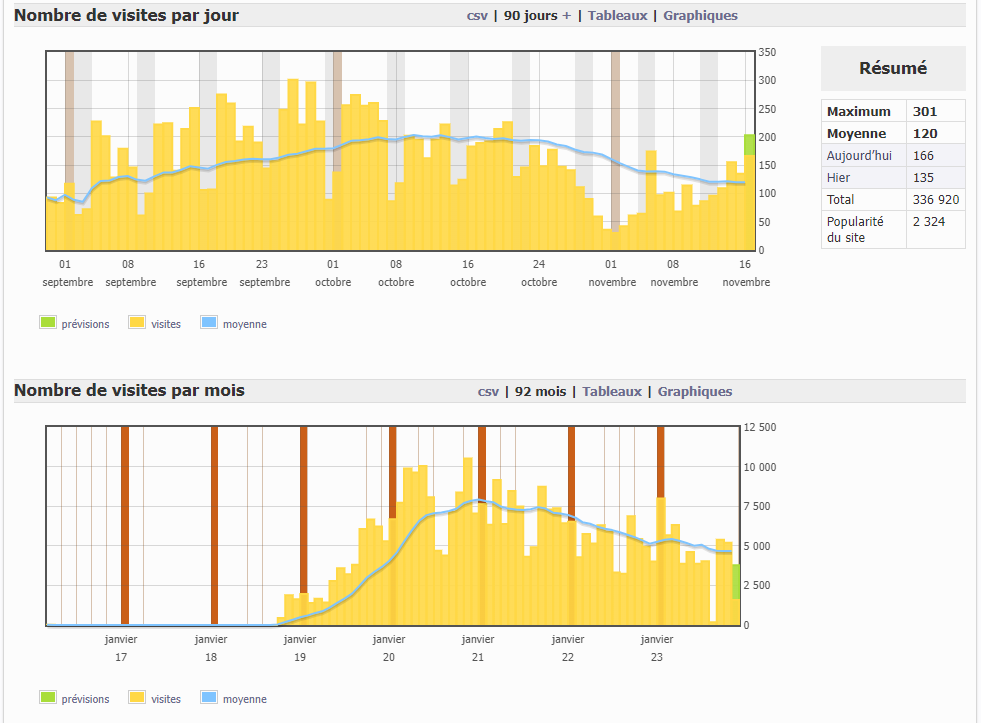 Nombre de visites par jour
csv | 90 jours + | Tableaux | Graphiques
350
300
250
200
150
100
50
0
01 septembre
08 septembre
16 septembre
23 septembre
01 octobre
08 octobre
16 octobre
24 octobre
01 novembre
08 novembre
16 novembre
prévisions visites moyenne
Résumé
Maximum 301
Moyenne 120
Aujourd’hui 166
Hier 135
Total 336 920
Popularité du site 2 324
Nombre de visites par mois
csv | 92 mois | Tableaux | Graphiques
12 500
10 000
7 500
5 000
2 500
0
janvier 17
janvier 18
janvier 19
janvier 20
janvier 21
janvier 22
janvier 23
prévisions visites moyenne